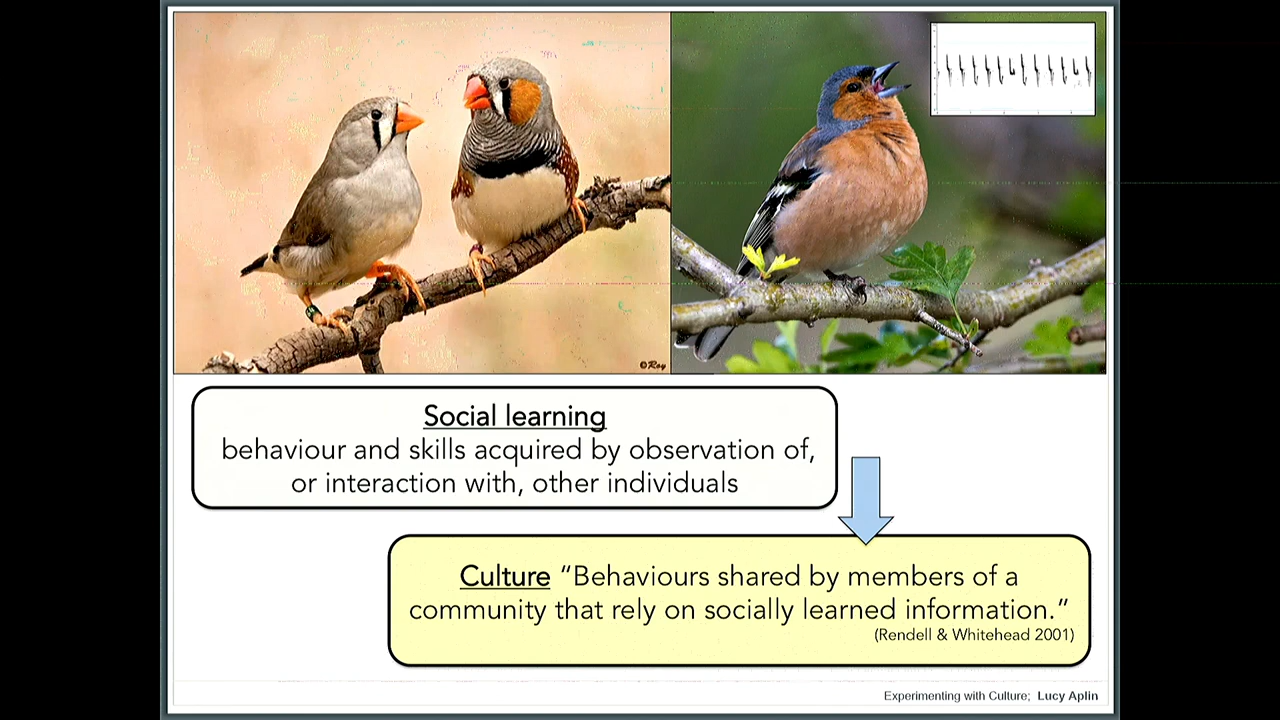 ©Roy
Social learning
behaviour and skills acquired by observation of,
or interaction with, other individuals
Culture “Behaviours shared by members of a
community that rely on socially learned information.”
(Rendell & Whitehead 2001)
Experimenting with Culture; Lucy Aplin